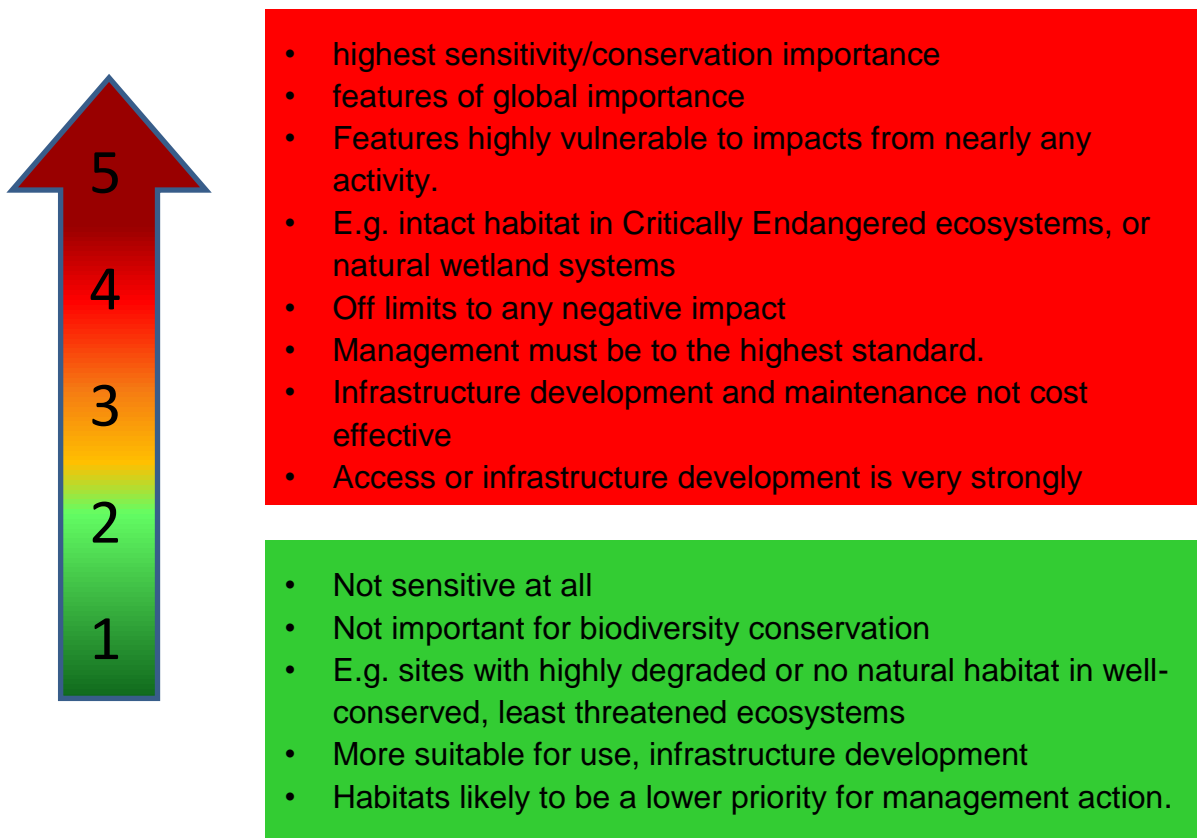 5
4
3
2
1
• highest sensitivity/conservation importance
• features of global importance
• Features highly vulnerable to impacts from nearly any
activity.
• E.g. intact habitat in Critically Endangered ecosystems, or
natural wetland systems
• Off limits to any negative impact
• Management must be to the highest standard.
• Infrastructure development and maintenance not cost
effective
• Access or infrastructure development is very strongly
• Not sensitive at all
• Not important for biodiversity conservation
• E.g. sites with highly degraded or no natural habitat in well-
conserved, least threatened ecosystems
• More suitable for use, infrastructure development
• Habitats likely to be a lower priority for management action.